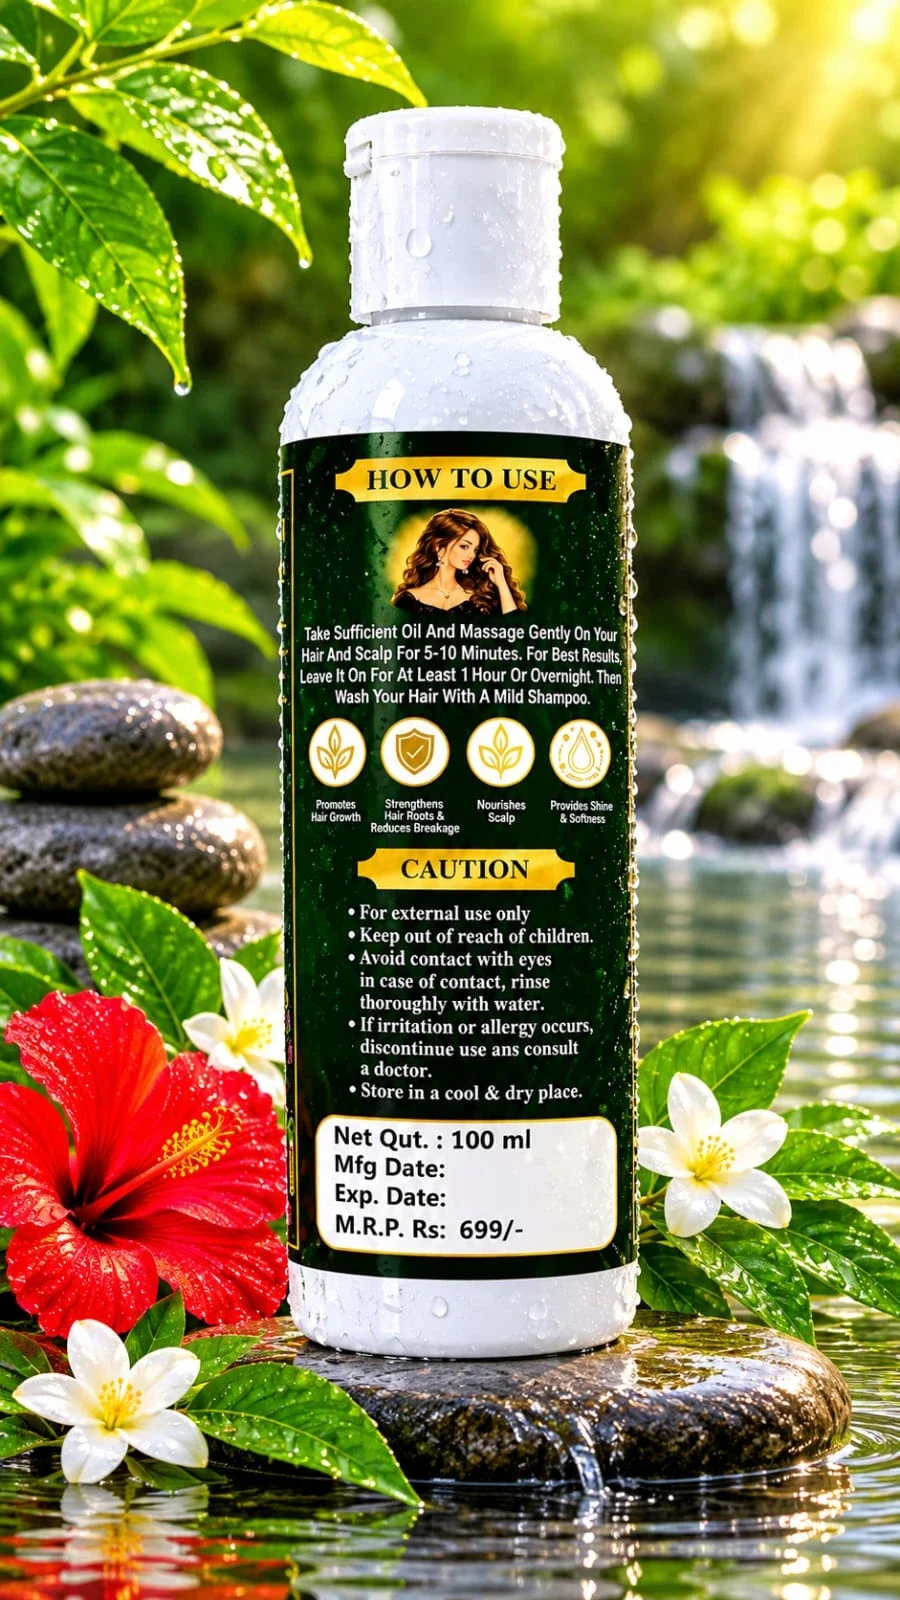 HOW TO USE
Take Sufficient Oil And Massage Gently On Your
Hair And Scalp For 5-10 Minutes. For Best Results,
Leave It On For At Least 1 Hour Or Overnight. Then
Wash Your Hair With A Mild Shampoo.
Promotes
Hair Growth
Strengthens
Hair Roots &
Reduces Breakage
Nourishes
Scalp
Provides Shine
& Softness
CAUTION
• For external use only
• Keep out of reach of children.
• Avoid contact with eyes
in case of contact, rinse
thoroughly with water.
• If irritation or allergy occurs,
discontinue use ans consult
a doctor.
• Store in a cool & dry place.
Net Qut. : 100 ml
Mfg Date:
Exp. Date:
M.R.P. Rs: 699/-